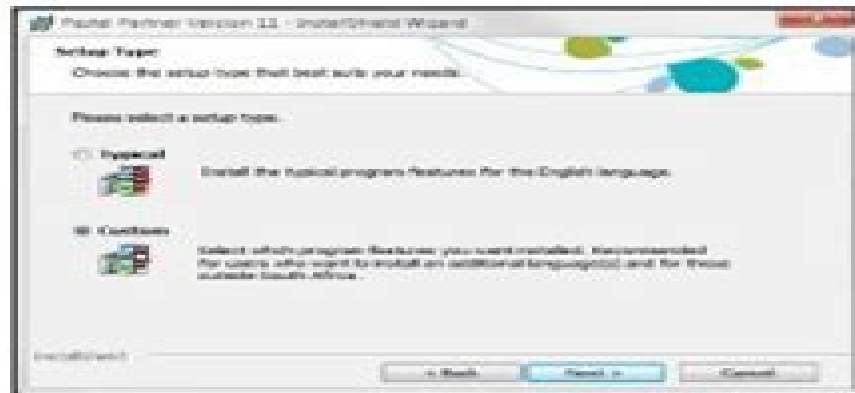 Pastel Partner Version 11 - InstallShield Wizard
Setup Type
Choose the setup type that best suits your needs.
Please select a setup type.
Typical
Install the typical program features for the English language.
Custom
Select which program features you want installed. Recommended
for users who want to install an additional language(s) and for those
outside South Africa.
InstallShield
< Back
Next >
Cancel